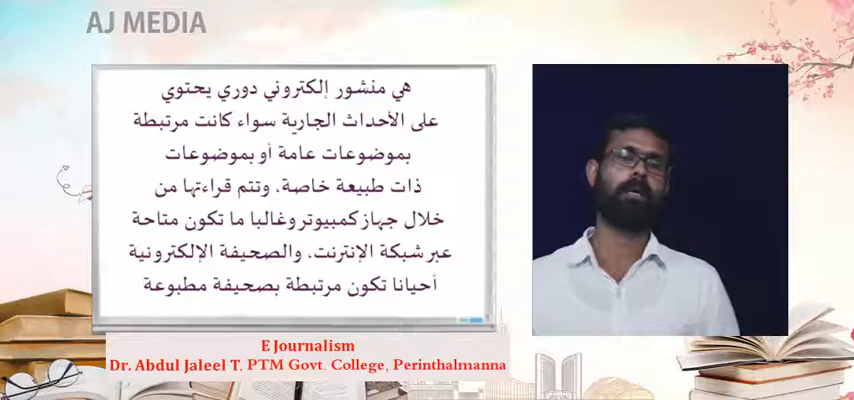 AJ MEDIA
هي منشور إلكتروني دوري يحتوي
على الأحداث الجارية سواء كانت مرتبطة
بموضوعات عامة أو بموضوعات
ذات طبيعة خاصة، وتتم قراءتها من
خلال جهاز كمبيوتر وغالبا ما تكون متاحة
عبر شبكة الإنترنت، والصحيفة الإلكترونية
أحيانا تكون مرتبطة بصحيفة مطبوعة
E Journalism
Dr. Abdul Jaleel T, PTM Govt. College, Perinthalmanna